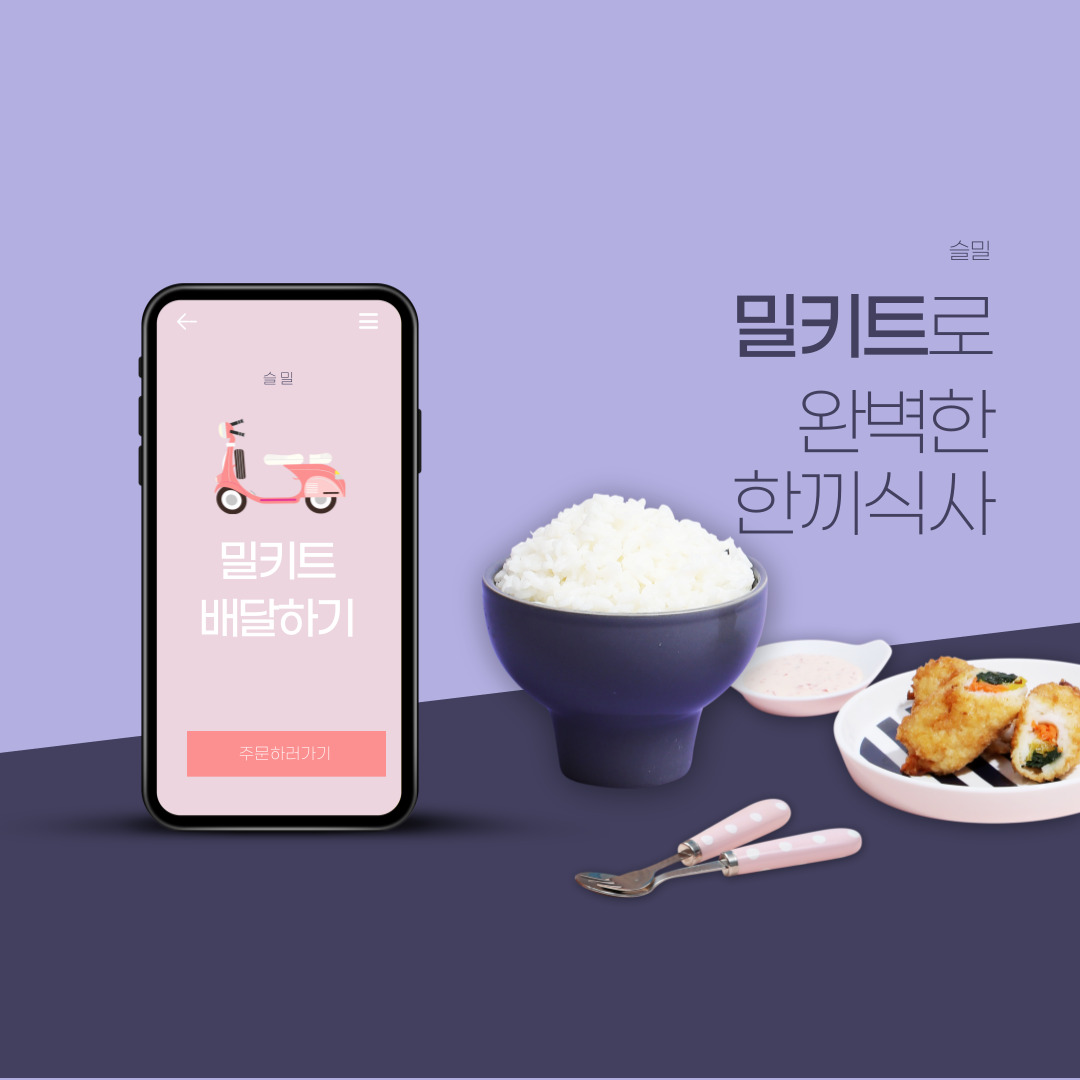 슬밀
밀키트로
완벽한
한끼식사
슬 밀
밀키트
배달하기
주문하러가기